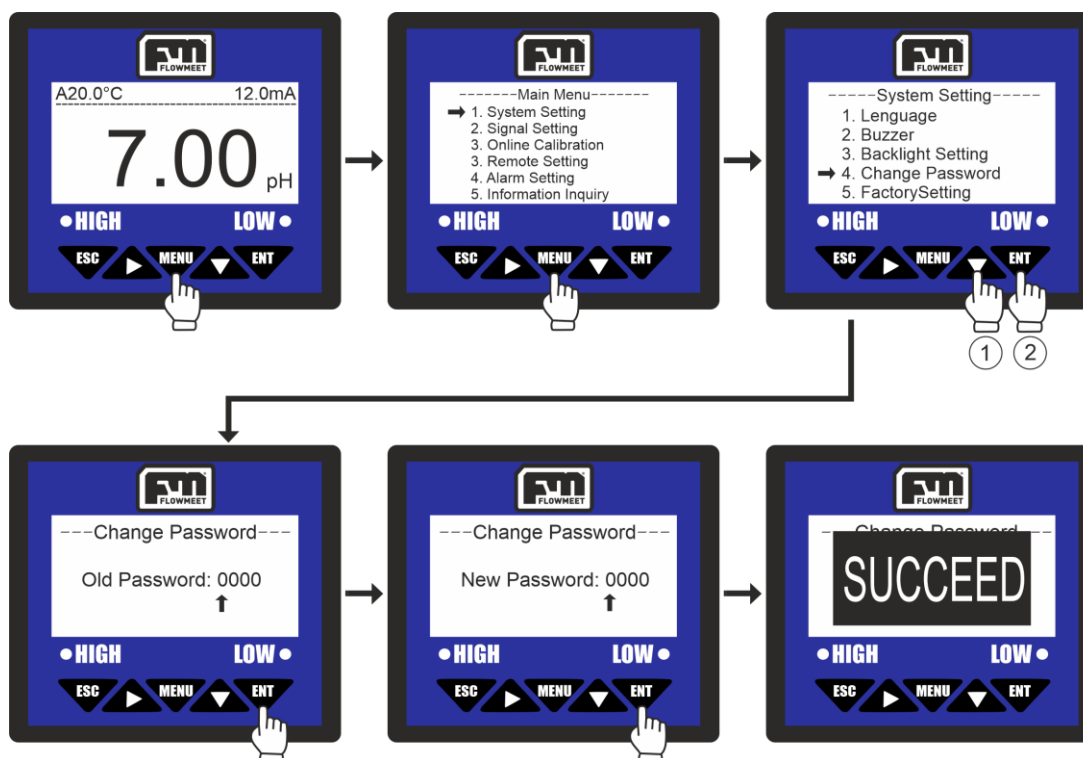 FLOWMEET
A20.0°C 12.0mA
7.00 pH
HIGH LOW
ESC MENU ENT
FLOWMEET
--------Main Menu-------
1. System Setting
2. Signal Setting
3. Online Calibration
3. Remote Setting
4. Alarm Setting
5. Information Inquiry
HIGH LOW
ESC MENU ENT
FLOWMEET
-----System Setting-----
1. Lenguage
2. Buzzer
3. Backlight Setting
4. Change Password
5. FactorySetting
HIGH LOW
ESC MENU ENT
1 2
FLOWMEET
---Change Password---
Old Password: 0000
HIGH LOW
ESC MENU ENT
FLOWMEET
---Change Password---
New Password: 0000
HIGH LOW
ESC MENU ENT
FLOWMEET
---Change Password---
SUCCEED
HIGH LOW
ESC MENU ENT